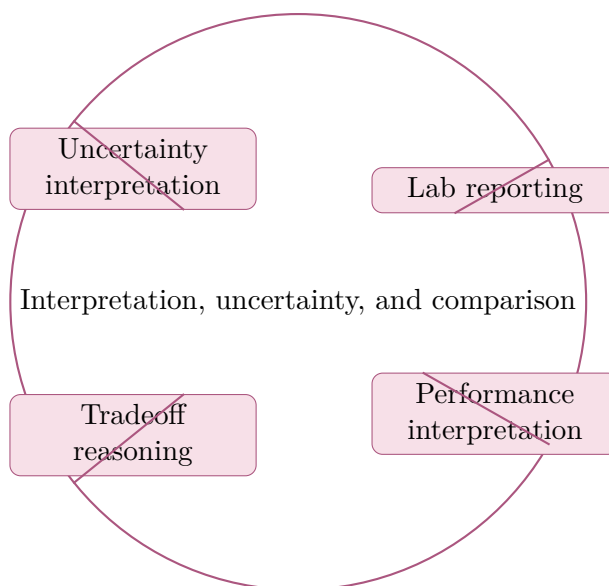 Uncertainty
interpretation
Lab reporting
Interpretation, uncertainty, and comparison
Tradeoff
reasoning
Performance
interpretation